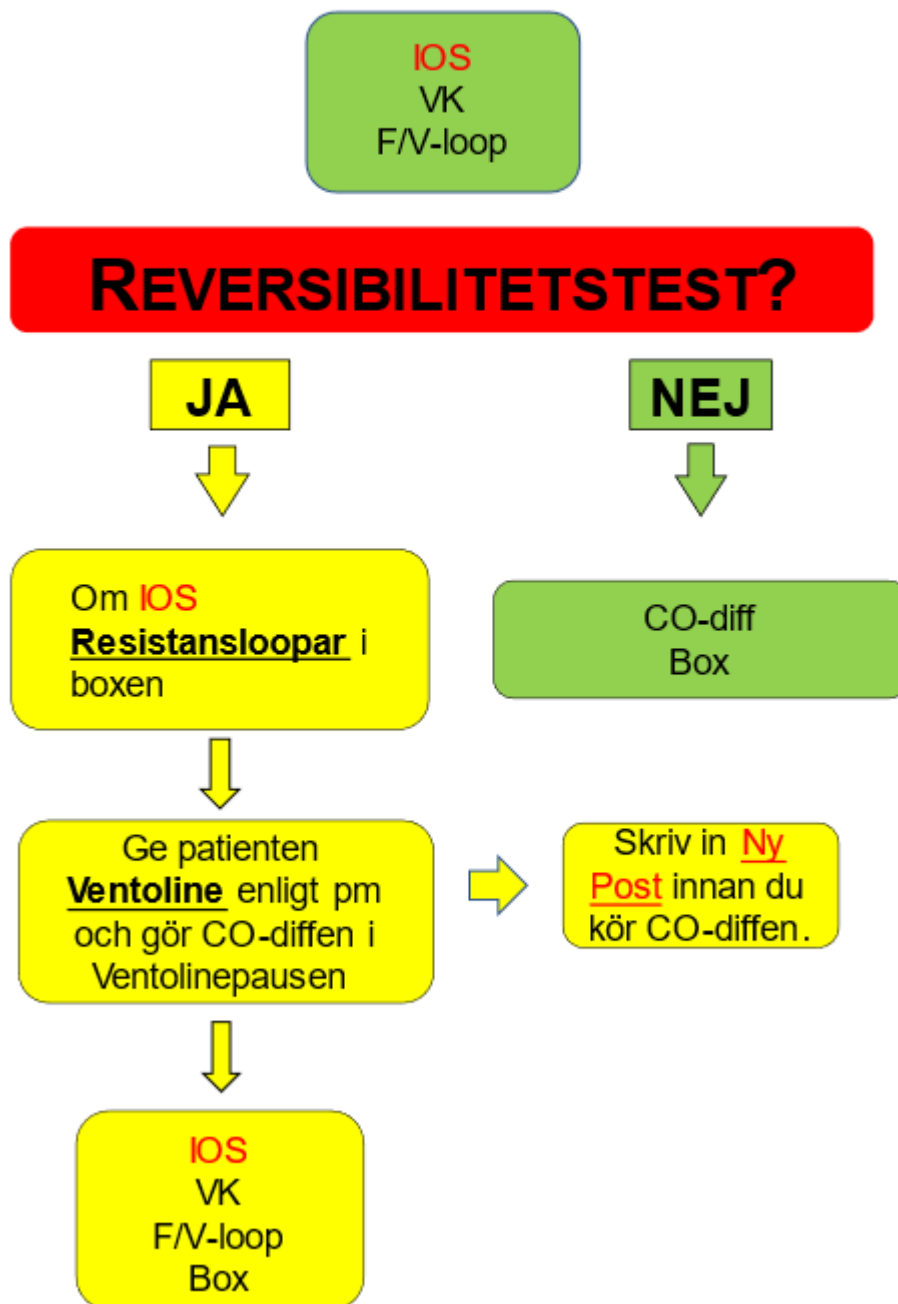 IOS
VK
F/V-loop
REVERSIBILITETSTEST?
JA
NEJ
Om IOS
Resistansloopar i
boxen
CO-diff
Box
Ge patienten
Ventoline enligt pm
och gör CO-diffen i
Ventolinepausen
Skriv in Ny
Post innan du
kör CO-diffen.
IOS
VK
F/V-loop
Box